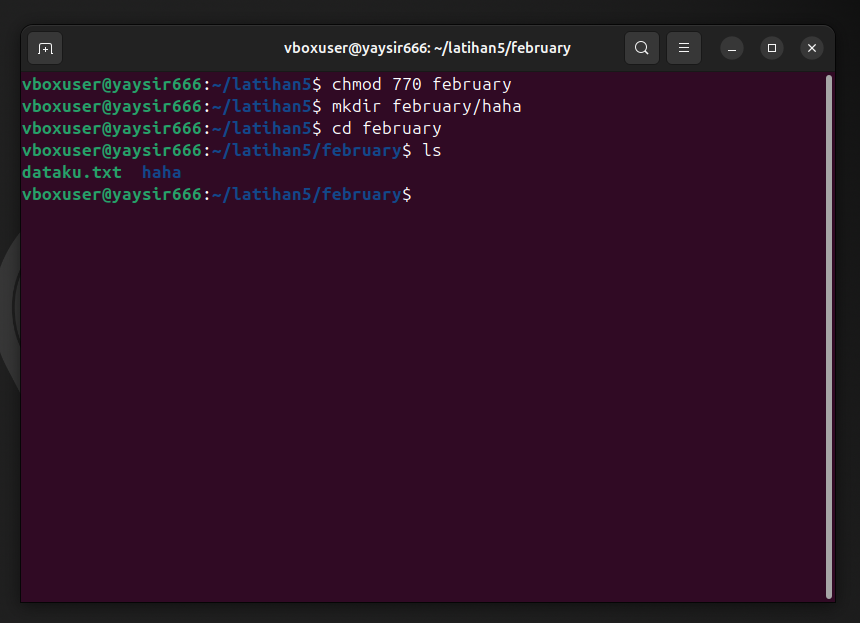 vboxuser@yaysir666: ~/latihan5/february
vboxuser@yaysir666:~/latihan5$ chmod 770 february
vboxuser@yaysir666:~/latihan5$ mkdir february/haha
vboxuser@yaysir666:~/latihan5$ cd february
vboxuser@yaysir666:~/latihan5/february$ ls
dataku.txt  haha
vboxuser@yaysir666:~/latihan5/february$